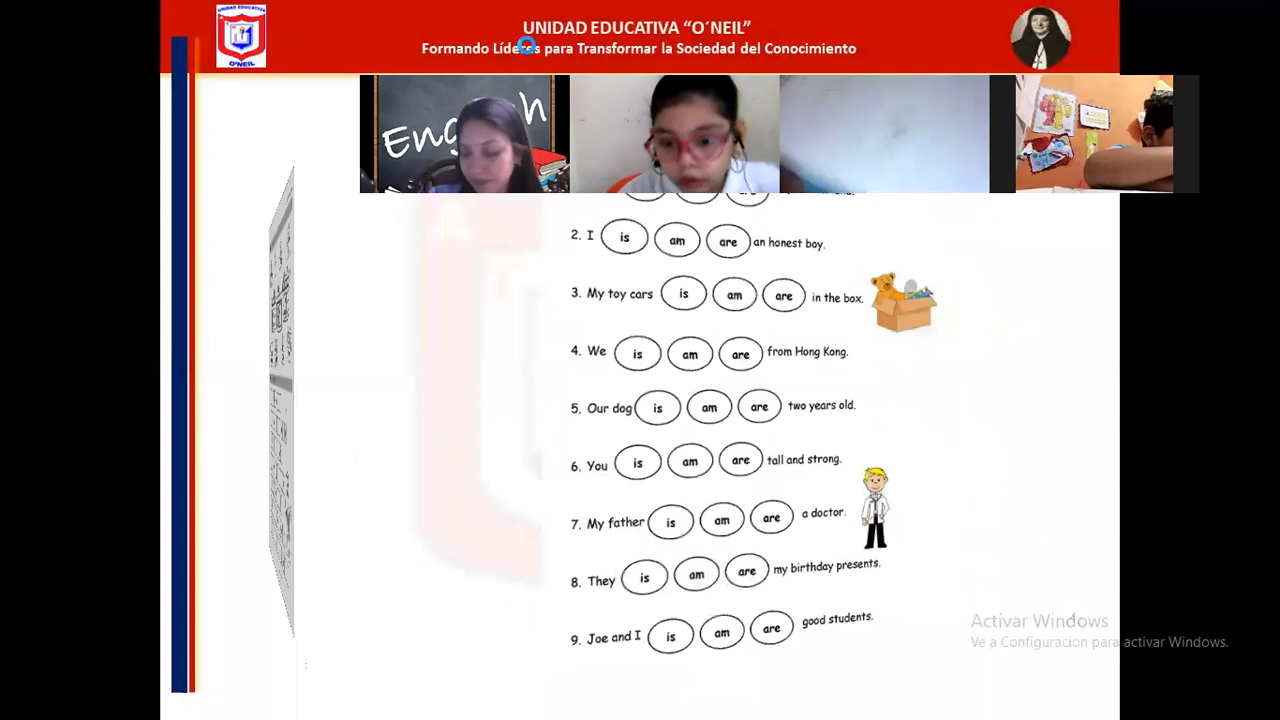 UNIDAD EDUCATIVA
O´NEIL
UNIDAD EDUCATIVA “O´NEIL”
Formando Líderes para Transformar la Sociedad del Conocimiento
Eng h
2. I is am are an honest boy.
3. My toy cars is am are in the box.
4. We is am are from Hong Kong.
5. Our dog is am are two years old.
6. You is am are tall and strong.
7. My father is am are a doctor.
8. They is am are my birthday presents.
9. Joe and I is am are good students.
Activar Windows
Ve a Configuración para activar Windows.